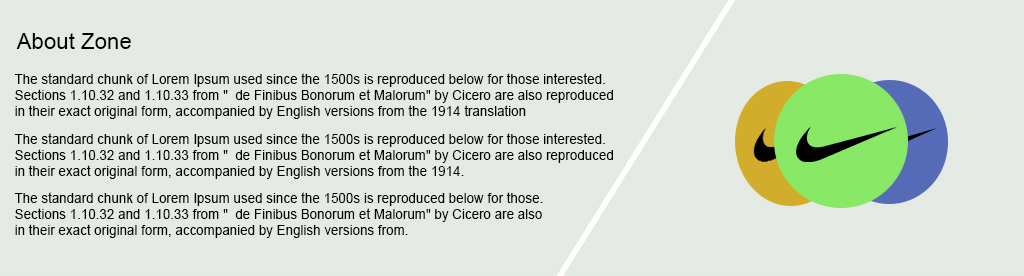 About Zone
The standard chunk of Lorem Ipsum used since the 1500s is reproduced below for those interested.
Sections 1.10.32 and 1.10.33 from "  de Finibus Bonorum et Malorum" by Cicero are also reproduced
in their exact original form, accompanied by English versions from the 1914 translation
The standard chunk of Lorem Ipsum used since the 1500s is reproduced below for those interested.
Sections 1.10.32 and 1.10.33 from "  de Finibus Bonorum et Malorum" by Cicero are also reproduced
in their exact original form, accompanied by English versions from the 1914.
The standard chunk of Lorem Ipsum used since the 1500s is reproduced below for those.
Sections 1.10.32 and 1.10.33 from "  de Finibus Bonorum et Malorum" by Cicero are also
in their exact original form, accompanied by English versions from.